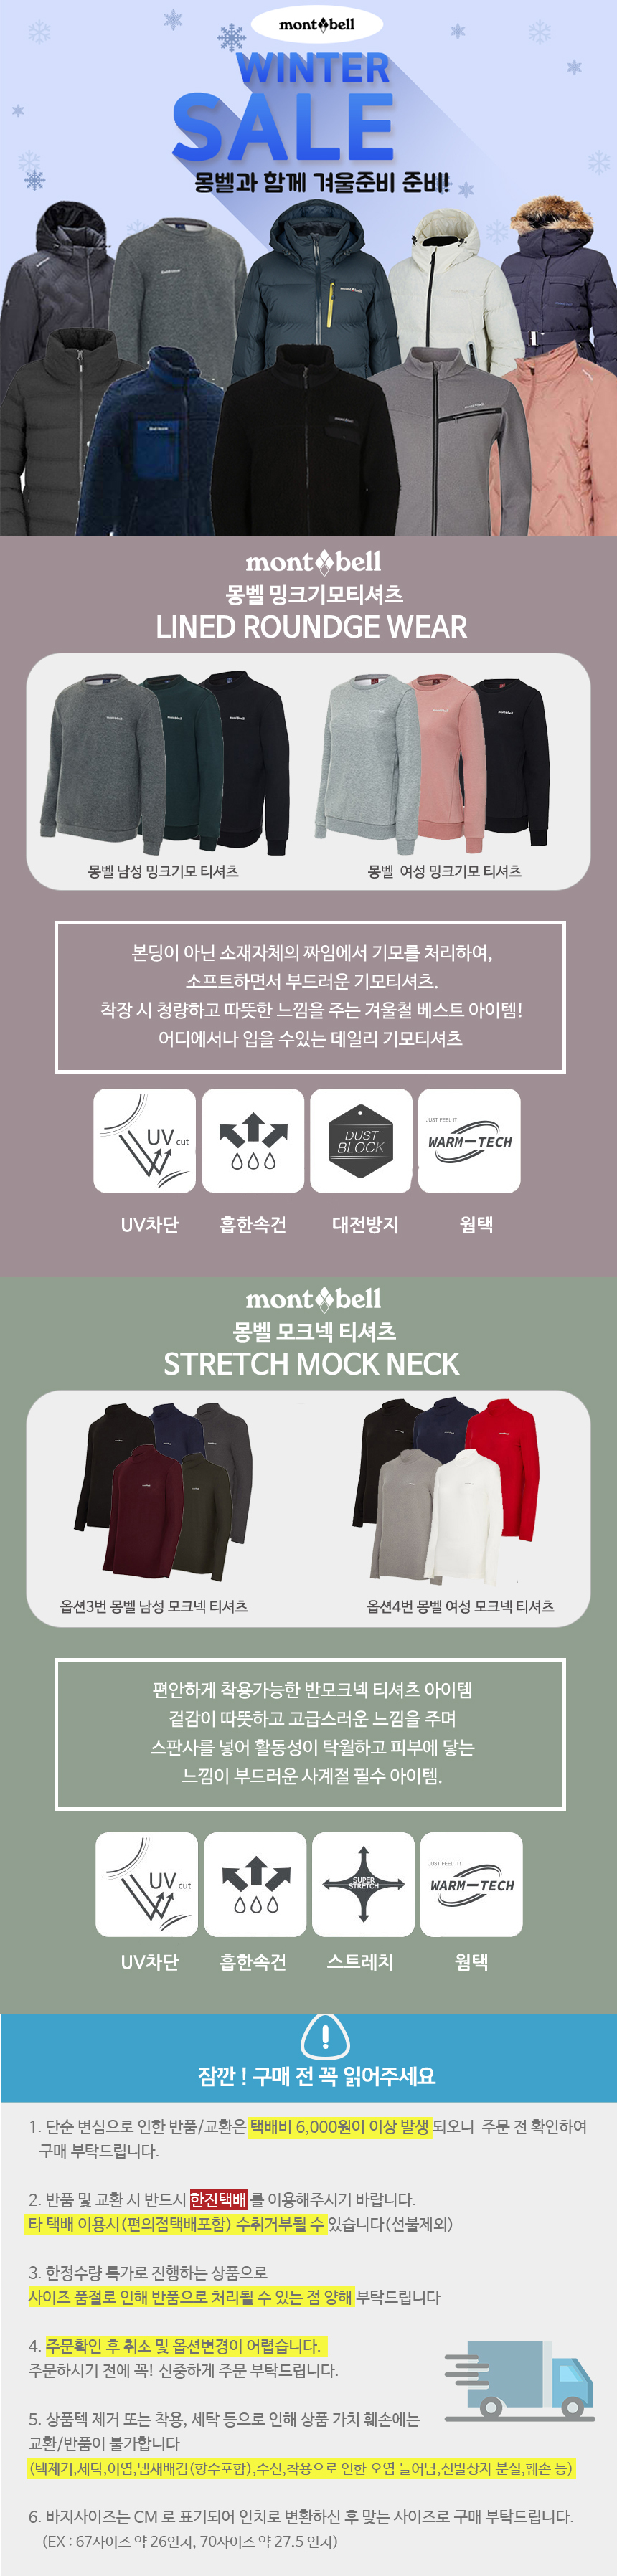 mont bell
WINTER
SALE
몽벨과 함께 겨울준비 준비!!
mont bell
몽벨 밍크기모티셔츠
LINED ROUNDGE WEAR
몽벨 남성 밍크기모 티셔츠
몽벨 여성 밍크기모 티셔츠
본딩이 아닌 소재자체의 짜임에서 기모를 처리하여,
소프트하면서 부드러운 기모티셔츠.
착장 시 청량하고 따뜻한 느낌을 주는 겨울철 베스트 아이템!
어디에서나 입을 수있는 데일리 기모티셔츠
UV cut
DUST
BLOCK
JUST FEEL IT!
WARM-TECH
UV차단
흡한속건
대전방지
웜택
mont bell
몽벨 모크넥 티셔츠
STRETCH MOCK NECK
옵션3번 몽벨 남성 모크넥 티셔츠
옵션4번 몽벨 여성 모크넥 티셔츠
편안하게 착용가능한 반모크넥 티셔츠 아이템
겉감이 따뜻하고 고급스러운 느낌을 주며
스판사를 넣어 활동성이 탁월하고 피부에 닿는
느낌이 부드러운 사계절 필수 아이템.
UV cut
SUPER
STRETCH
JUST FEEL IT!
WARM-TECH
UV차단
흡한속건
스트레치
웜택
잠깐 ! 구매 전 꼭 읽어주세요
1. 단순 변심으로 인한 반품/교환은 택배비 6,000원이 이상 발생 되오니 주문 전 확인하여
구매 부탁드립니다.
2. 반품 및 교환 시 반드시 한진택배 를 이용해주시기 바랍니다.
타 택배 이용시(편의점택배포함) 수취거부될 수 있습니다(선불제외)
3. 한정수량 특가로 진행하는 상품으로
사이즈 품절로 인해 반품으로 처리될 수 있는 점 양해 부탁드립니다
4. 주문확인 후 취소 및 옵션변경이 어렵습니다.
주문하시기 전에 꼭! 신중하게 주문 부탁드립니다.
5. 상품텍 제거 또는 착용, 세탁 등으로 인해 상품 가치 훼손에는
교환/반품이 불가합니다
(텍제거,세탁,이염,냄새배김(향수포함),수선,착용으로 인한 오염 늘어남,신발상자 분실,훼손 등)
6. 바지사이즈는 CM 로 표기되어 인치로 변환하신 후 맞는 사이즈로 구매 부탁드립니다.
(EX : 67사이즈 약 26인치, 70사이즈 약 27.5 인치)